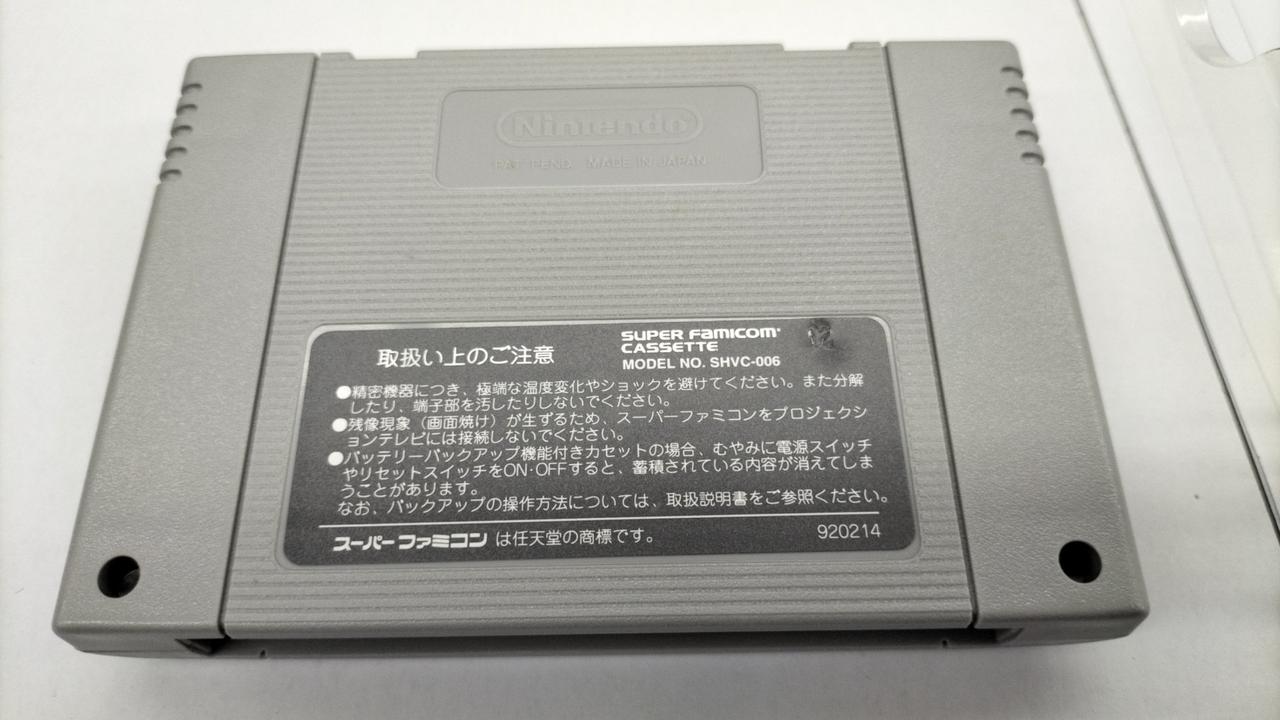 Nintendo
PAT. PEND. MADE IN JAPAN
取扱い上のご注意
SUPER FAMICOM
CASSETTE
MODEL NO. SHVC-006
●精密機器につき、極端な温度変化やショックを避けてください。また分解
したり、端子部を汚したりしないでください。
●残像現象（画面焼け）が生ずるため、スーパーファミコンをプロジェクシ
ョンテレビには接続しないでください。
●バッテリーバックアップ機能付きカセットの場合、むやみに電源スイッチ
やリセットスイッチをON·OFFすると、蓄積されている内容が消えてしま
うことがあります。
なお、バックアップの操作方法については、取扱説明書をご参照ください。
スーパーファミコン は任天堂の商標です。
920214